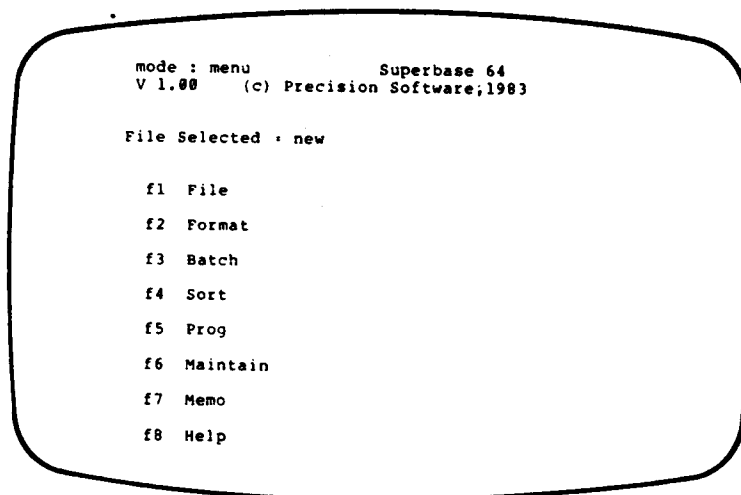 mode : menu Superbase 64
V 1.00 (c) Precision Software;1983
File Selected : new
f1 File
f2 Format
f3 Batch
f4 Sort
f5 Prog
f6 Maintain
f7 Memo
f8 Help